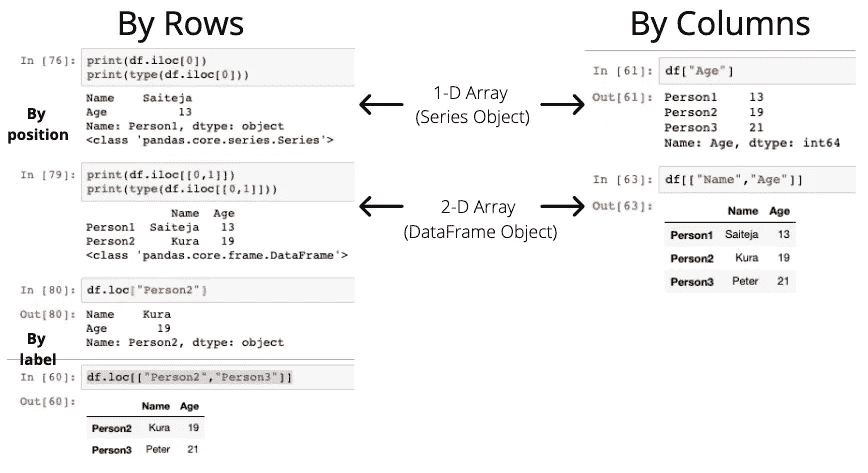 By Rows
In [76]: print(df.iloc[0])
print(type(df.iloc[0]))
Name Saiteja
Age 13
Name: Person1, dtype: object
<class 'pandas.core.series.Series'>
By
position
In [79]: print(df.iloc[[0,1]])
print(type(df.iloc[[0,1]]))
Name Age
Person1 Saiteja 13
Person2 Kura 19
<class 'pandas.core.frame.DataFrame'>
In [80]: df.loc["Person2"]
Out[80]: Name Kura
Age 19
Name: Person2, dtype: object
By
label
In [60]: df.loc[["Person2","Person3"]]
Out[60]:
Name Age
Person2 Kura 19
Person3 Peter 21
1-D Array
(Series Object)
2-D Array
(DataFrame Object)
By Columns
In [61]: df["Age"]
Out[61]: Person1 13
Person2 19
Person3 21
Name: Age, dtype: int64
In [63]: df[["Name","Age"]]
Out[63]:
Name Age
Person1 Saiteja 13
Person2 Kura 19
Person3 Peter 21